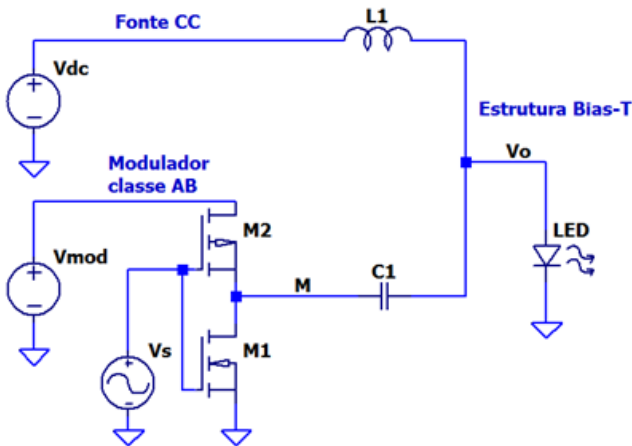 Fonte CC
L1
Vdc
+
−
Estrutura Bias-T
Modulador
classe AB
Vo
M2
LED
Vmod
+
−
M
C1
Vs
+
-
M1